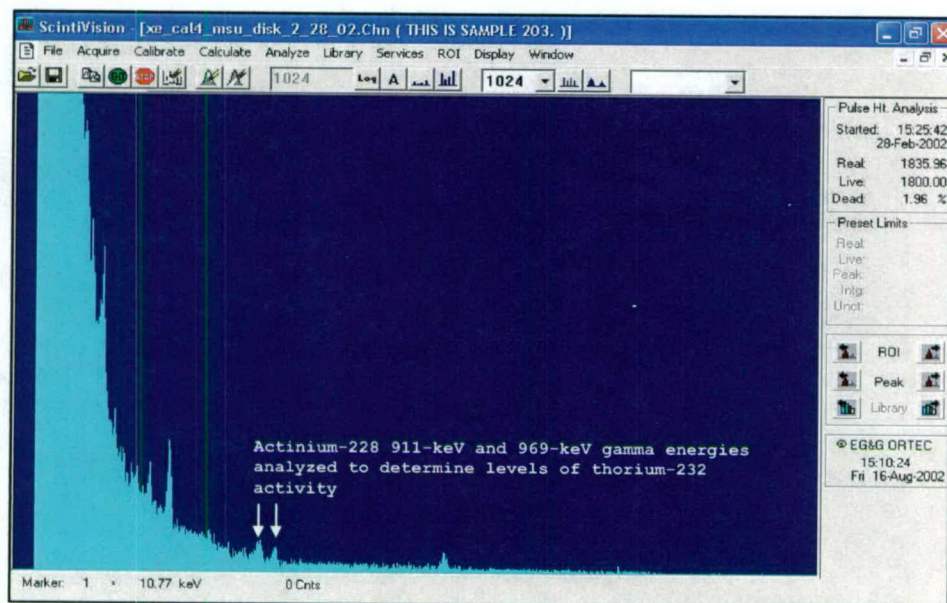 ScintiVision - [xe_cal4_msu_disk_2_28_02.Chn ( THIS IS SAMPLE 203. )]
File Acquire Calibrate Calculate Analyze Library Services ROI Display Window
GO STOP 1024 Log A 1024
Pulse Ht. Analysis
Started: 15:25:42
28-Feb-2002
Real: 1835.96
Live: 1800.00
Dead: 1.96 %
Preset Limits
Real:
Live:
Peak:
Intg:
Unct:
ROI
Peak
Library
EG&G ORTEC
15:10:24
Fri 16-Aug-2002
Actinium-228 911-keV and 969-keV gamma energies
analyzed to determine levels of thorium-232
activity
Marker: 1 = 10.77 keV 0 Cnts